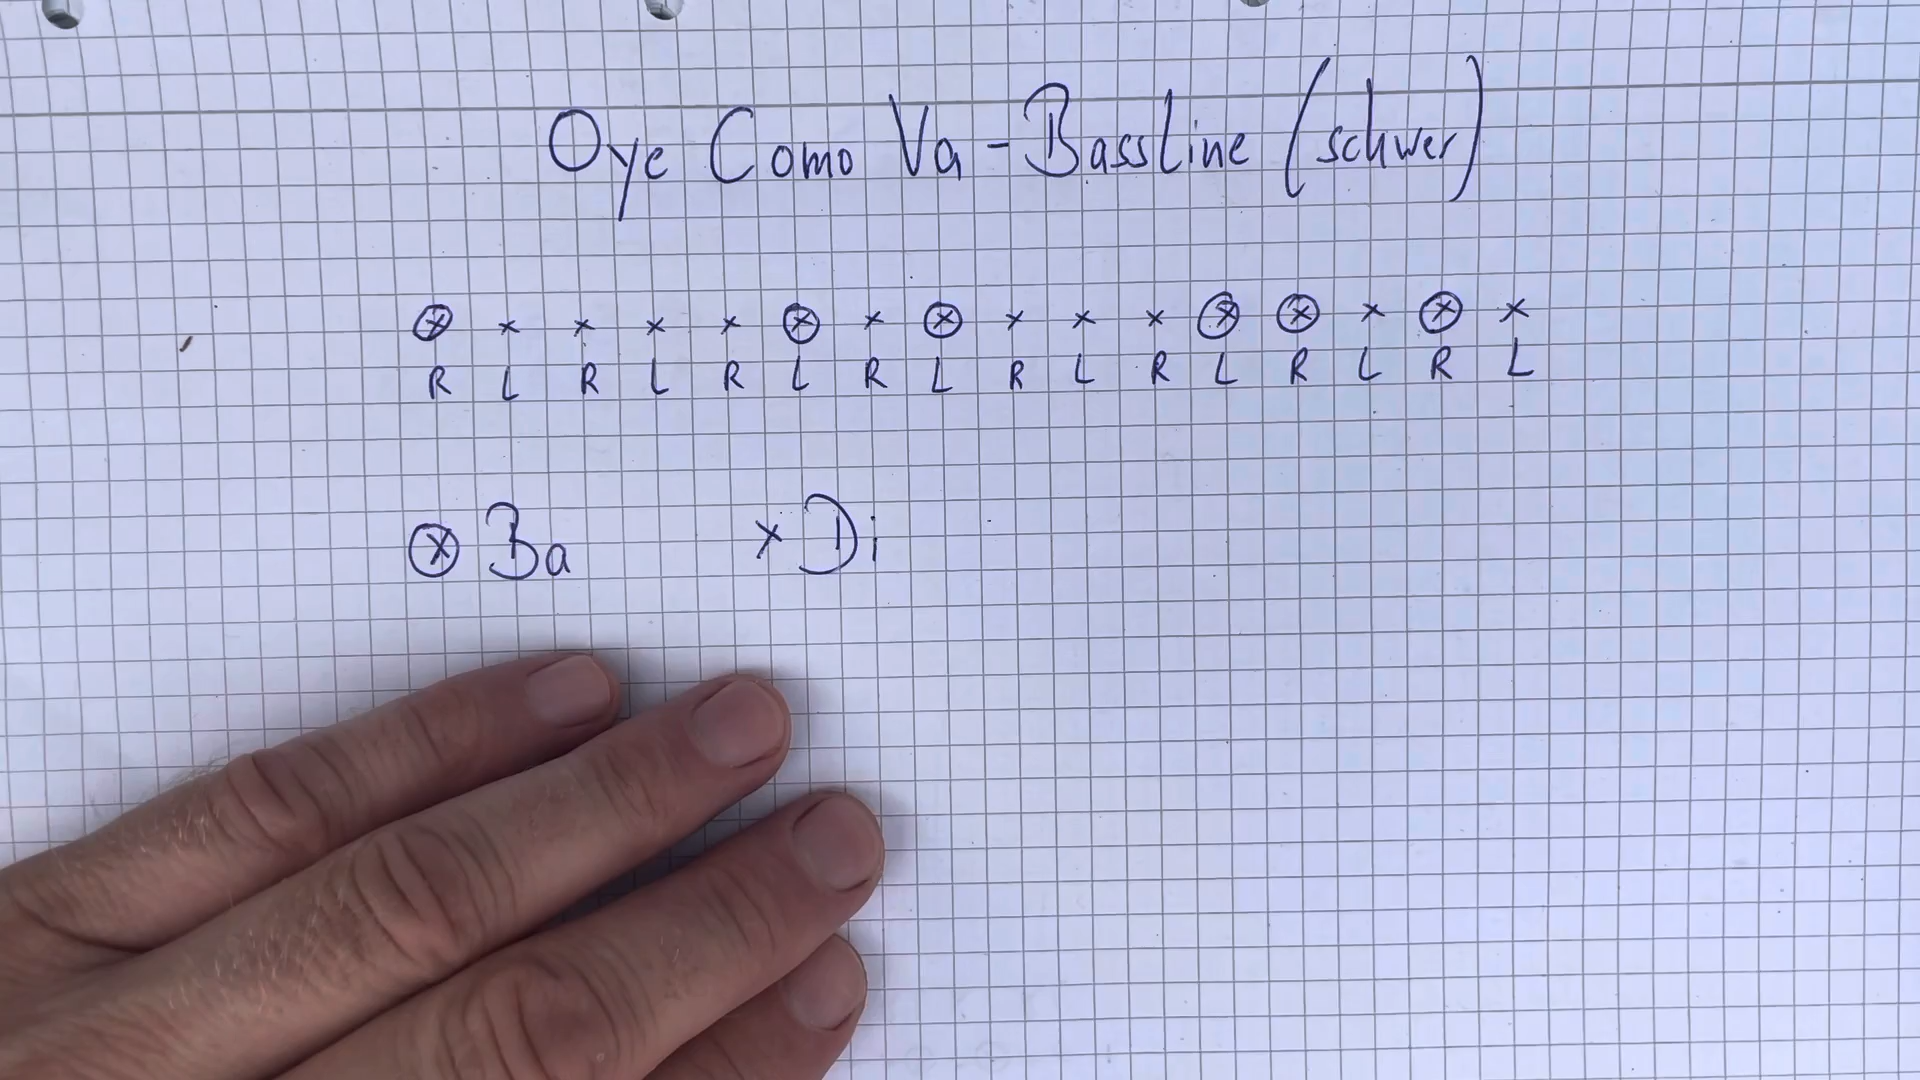 Oye Como Va - BassLine (schwer)
ⓧ x x x x ⓧ x ⓧ x x x ⓧ ⓧ x ⓧ x
R L R L R L R L R L R L R L R L
ⓧ Ba x Di